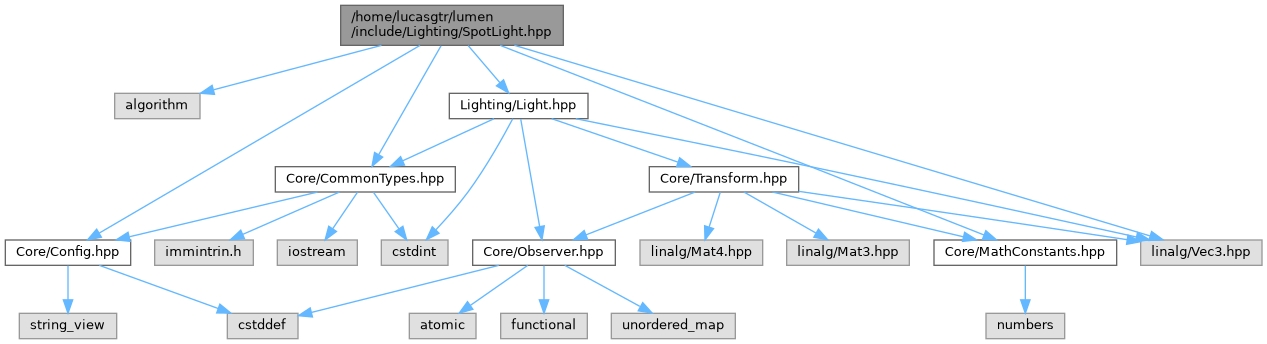 /home/lucasgtr/lumen
/include/Lighting/SpotLight.hpp
algorithm
Lighting/Light.hpp
Core/CommonTypes.hpp
Core/Transform.hpp
Core/Config.hpp
immintrin.h
iostream
cstdint
Core/Observer.hpp
linalg/Mat4.hpp
linalg/Mat3.hpp
Core/MathConstants.hpp
linalg/Vec3.hpp
string_view
cstddef
atomic
functional
unordered_map
numbers